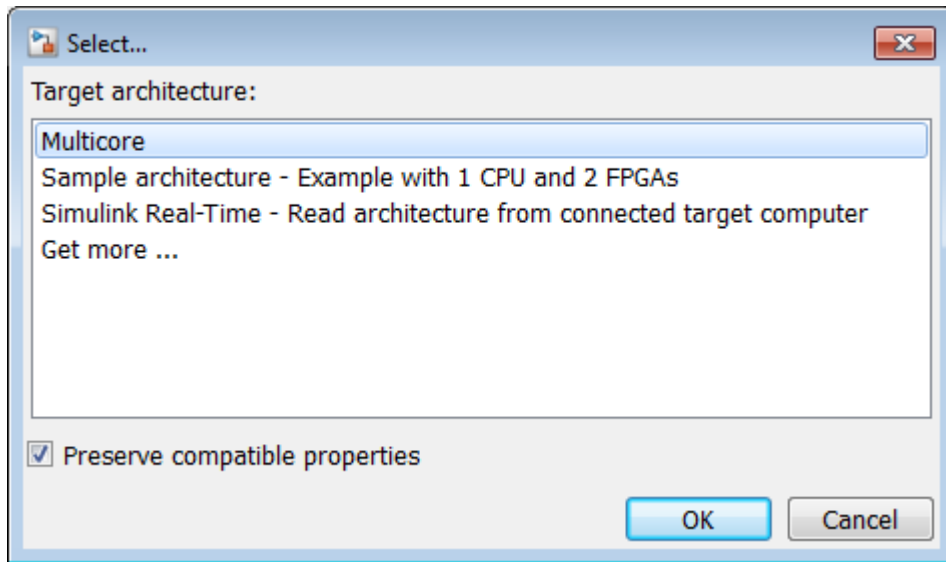 Select...
Target architecture:
Multicore
Sample architecture - Example with 1 CPU and 2 FPGAs
Simulink Real-Time - Read architecture from connected target computer
Get more ...
Preserve compatible properties
OK Cancel